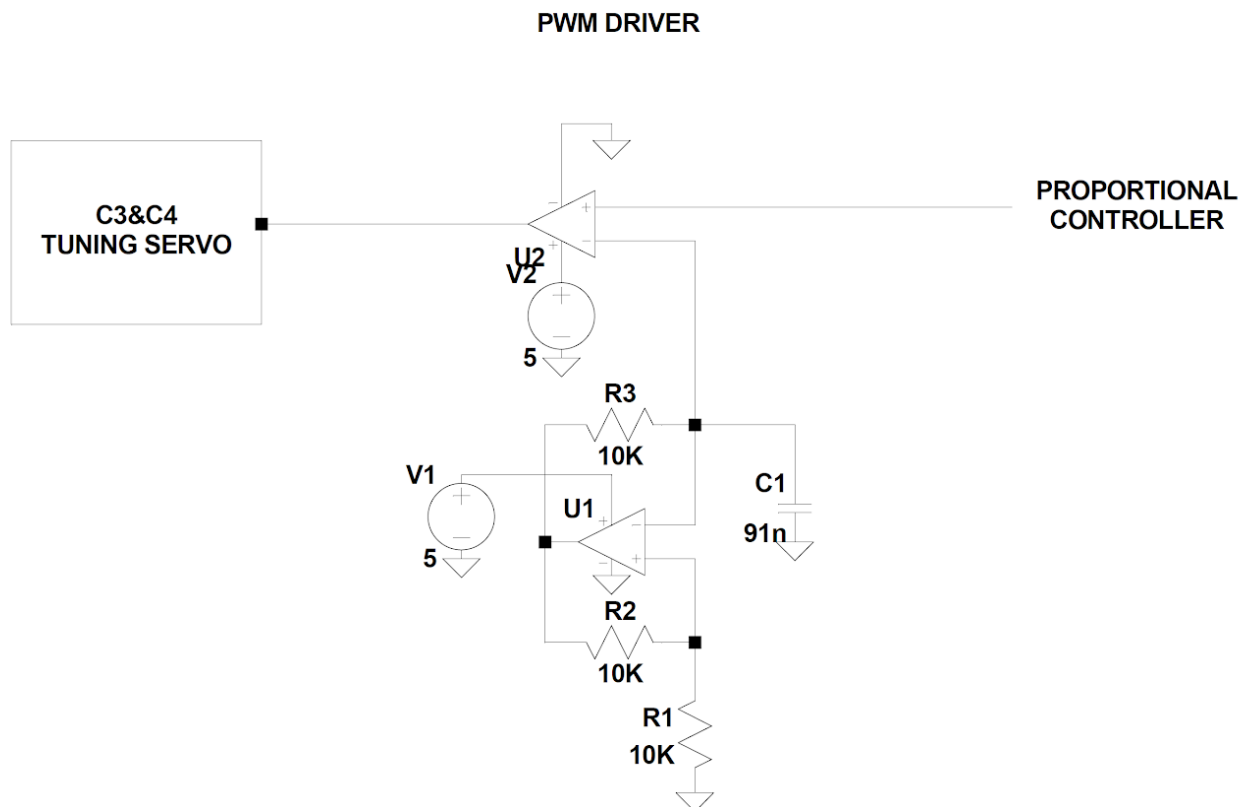 PWM DRIVER
C3&C4
TUNING SERVO
PROPORTIONAL
CONTROLLER
U2
V2
5
R3
10K
V1
5
U1
C1
91n
R2
10K
R1
10K